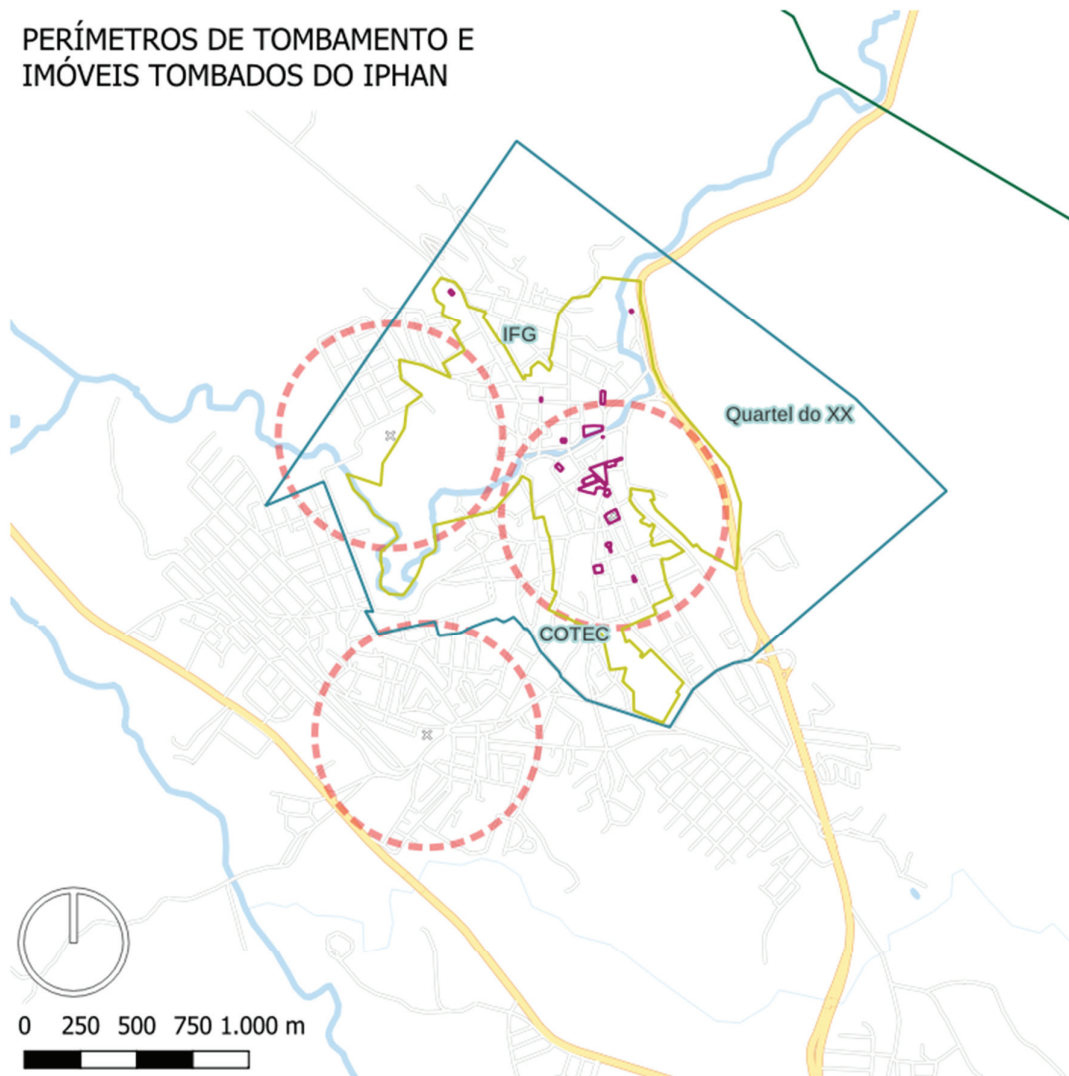 PERÍMETROS DE TOMBAMENTO E
IMÓVEIS TOMBADOS DO IPHAN
IFG
Quartel do XX
COTEC
0 250 500 750 1.000 m